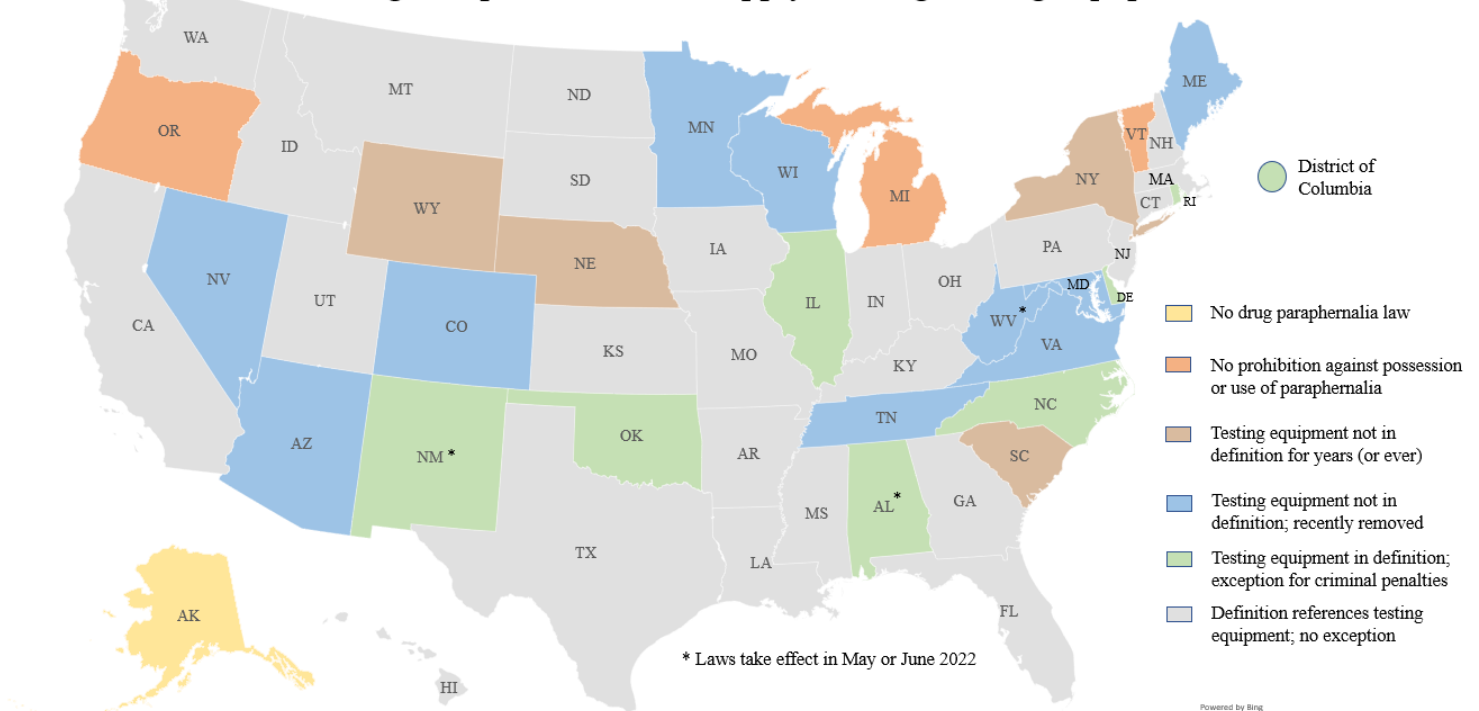 WA
MT
ND
MN
ME
OR
ID
SD
WI
VT
NH
MI
NY
MA
CT
RI
District of
Columbia
WY
IA
NE
PA
NJ
NV
UT
CO
IL
IN
OH
MD
DE
CA
KS
MO
WV *
VA
KY
No drug paraphernalia law
No prohibition against possession
or use of paraphernalia
AZ
NM *
OK
AR
TN
NC
SC
Testing equipment not in
definition for years (or ever)
TX
LA
MS
AL *
GA
Testing equipment not in
definition; recently removed
FL
Testing equipment in definition;
exception for criminal penalties
AK
HI
Definition references testing
equipment; no exception
* Laws take effect in May or June 2022
Powered by Bing